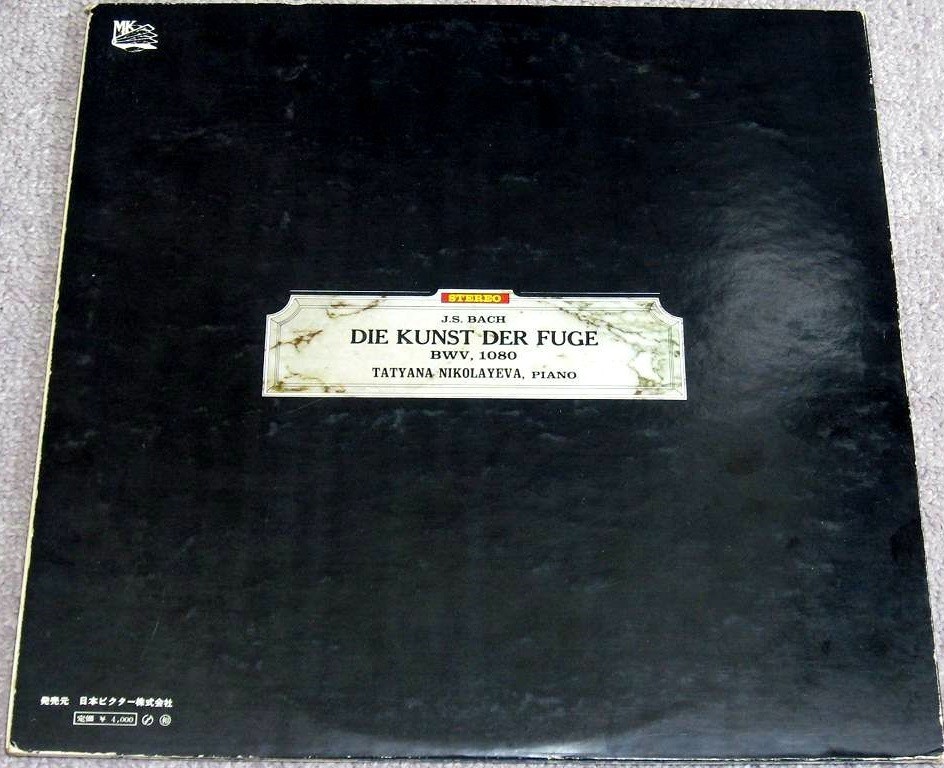 MK
STEREO
J.S. BACH
DIE KUNST DER FUGE
BWV, 1080
TATYANA NIKOLAYEVA, PIANO
発売元 日本ビクター株式会社
定価 ¥ 4,000